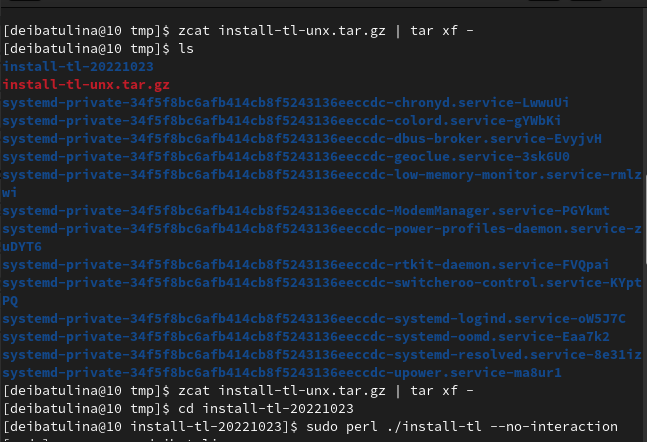 [deibatulina@10 tmp]$ zcat install-tl-unx.tar.gz | tar xf -
[deibatulina@10 tmp]$ ls
install-tl-20221023
install-tl-unx.tar.gz
systemd-private-34f5f8bc6afb414cb8f5243136eeccdc-chronyd.service-LwwuUi
systemd-private-34f5f8bc6afb414cb8f5243136eeccdc-colord.service-gYWbKi
systemd-private-34f5f8bc6afb414cb8f5243136eeccdc-dbus-broker.service-EvyjvH
systemd-private-34f5f8bc6afb414cb8f5243136eeccdc-geoclue.service-3sk6U0
systemd-private-34f5f8bc6afb414cb8f5243136eeccdc-low-memory-monitor.service-rmlz
wi
systemd-private-34f5f8bc6afb414cb8f5243136eeccdc-ModemManager.service-PGYkmt
systemd-private-34f5f8bc6afb414cb8f5243136eeccdc-power-profiles-daemon.service-z
uDYT6
systemd-private-34f5f8bc6afb414cb8f5243136eeccdc-rtkit-daemon.service-FVQpai
systemd-private-34f5f8bc6afb414cb8f5243136eeccdc-switcheroo-control.service-KYpt
PQ
systemd-private-34f5f8bc6afb414cb8f5243136eeccdc-systemd-logind.service-oW5J7C
systemd-private-34f5f8bc6afb414cb8f5243136eeccdc-systemd-oomd.service-Eaa7k2
systemd-private-34f5f8bc6afb414cb8f5243136eeccdc-systemd-resolved.service-8e31iz
systemd-private-34f5f8bc6afb414cb8f5243136eeccdc-upower.service-ma8ur1
[deibatulina@10 tmp]$ zcat install-tl-unx.tar.gz | tar xf -
[deibatulina@10 tmp]$ cd install-tl-20221023
[deibatulina@10 install-tl-20221023]$ sudo perl ./install-tl --no-interaction